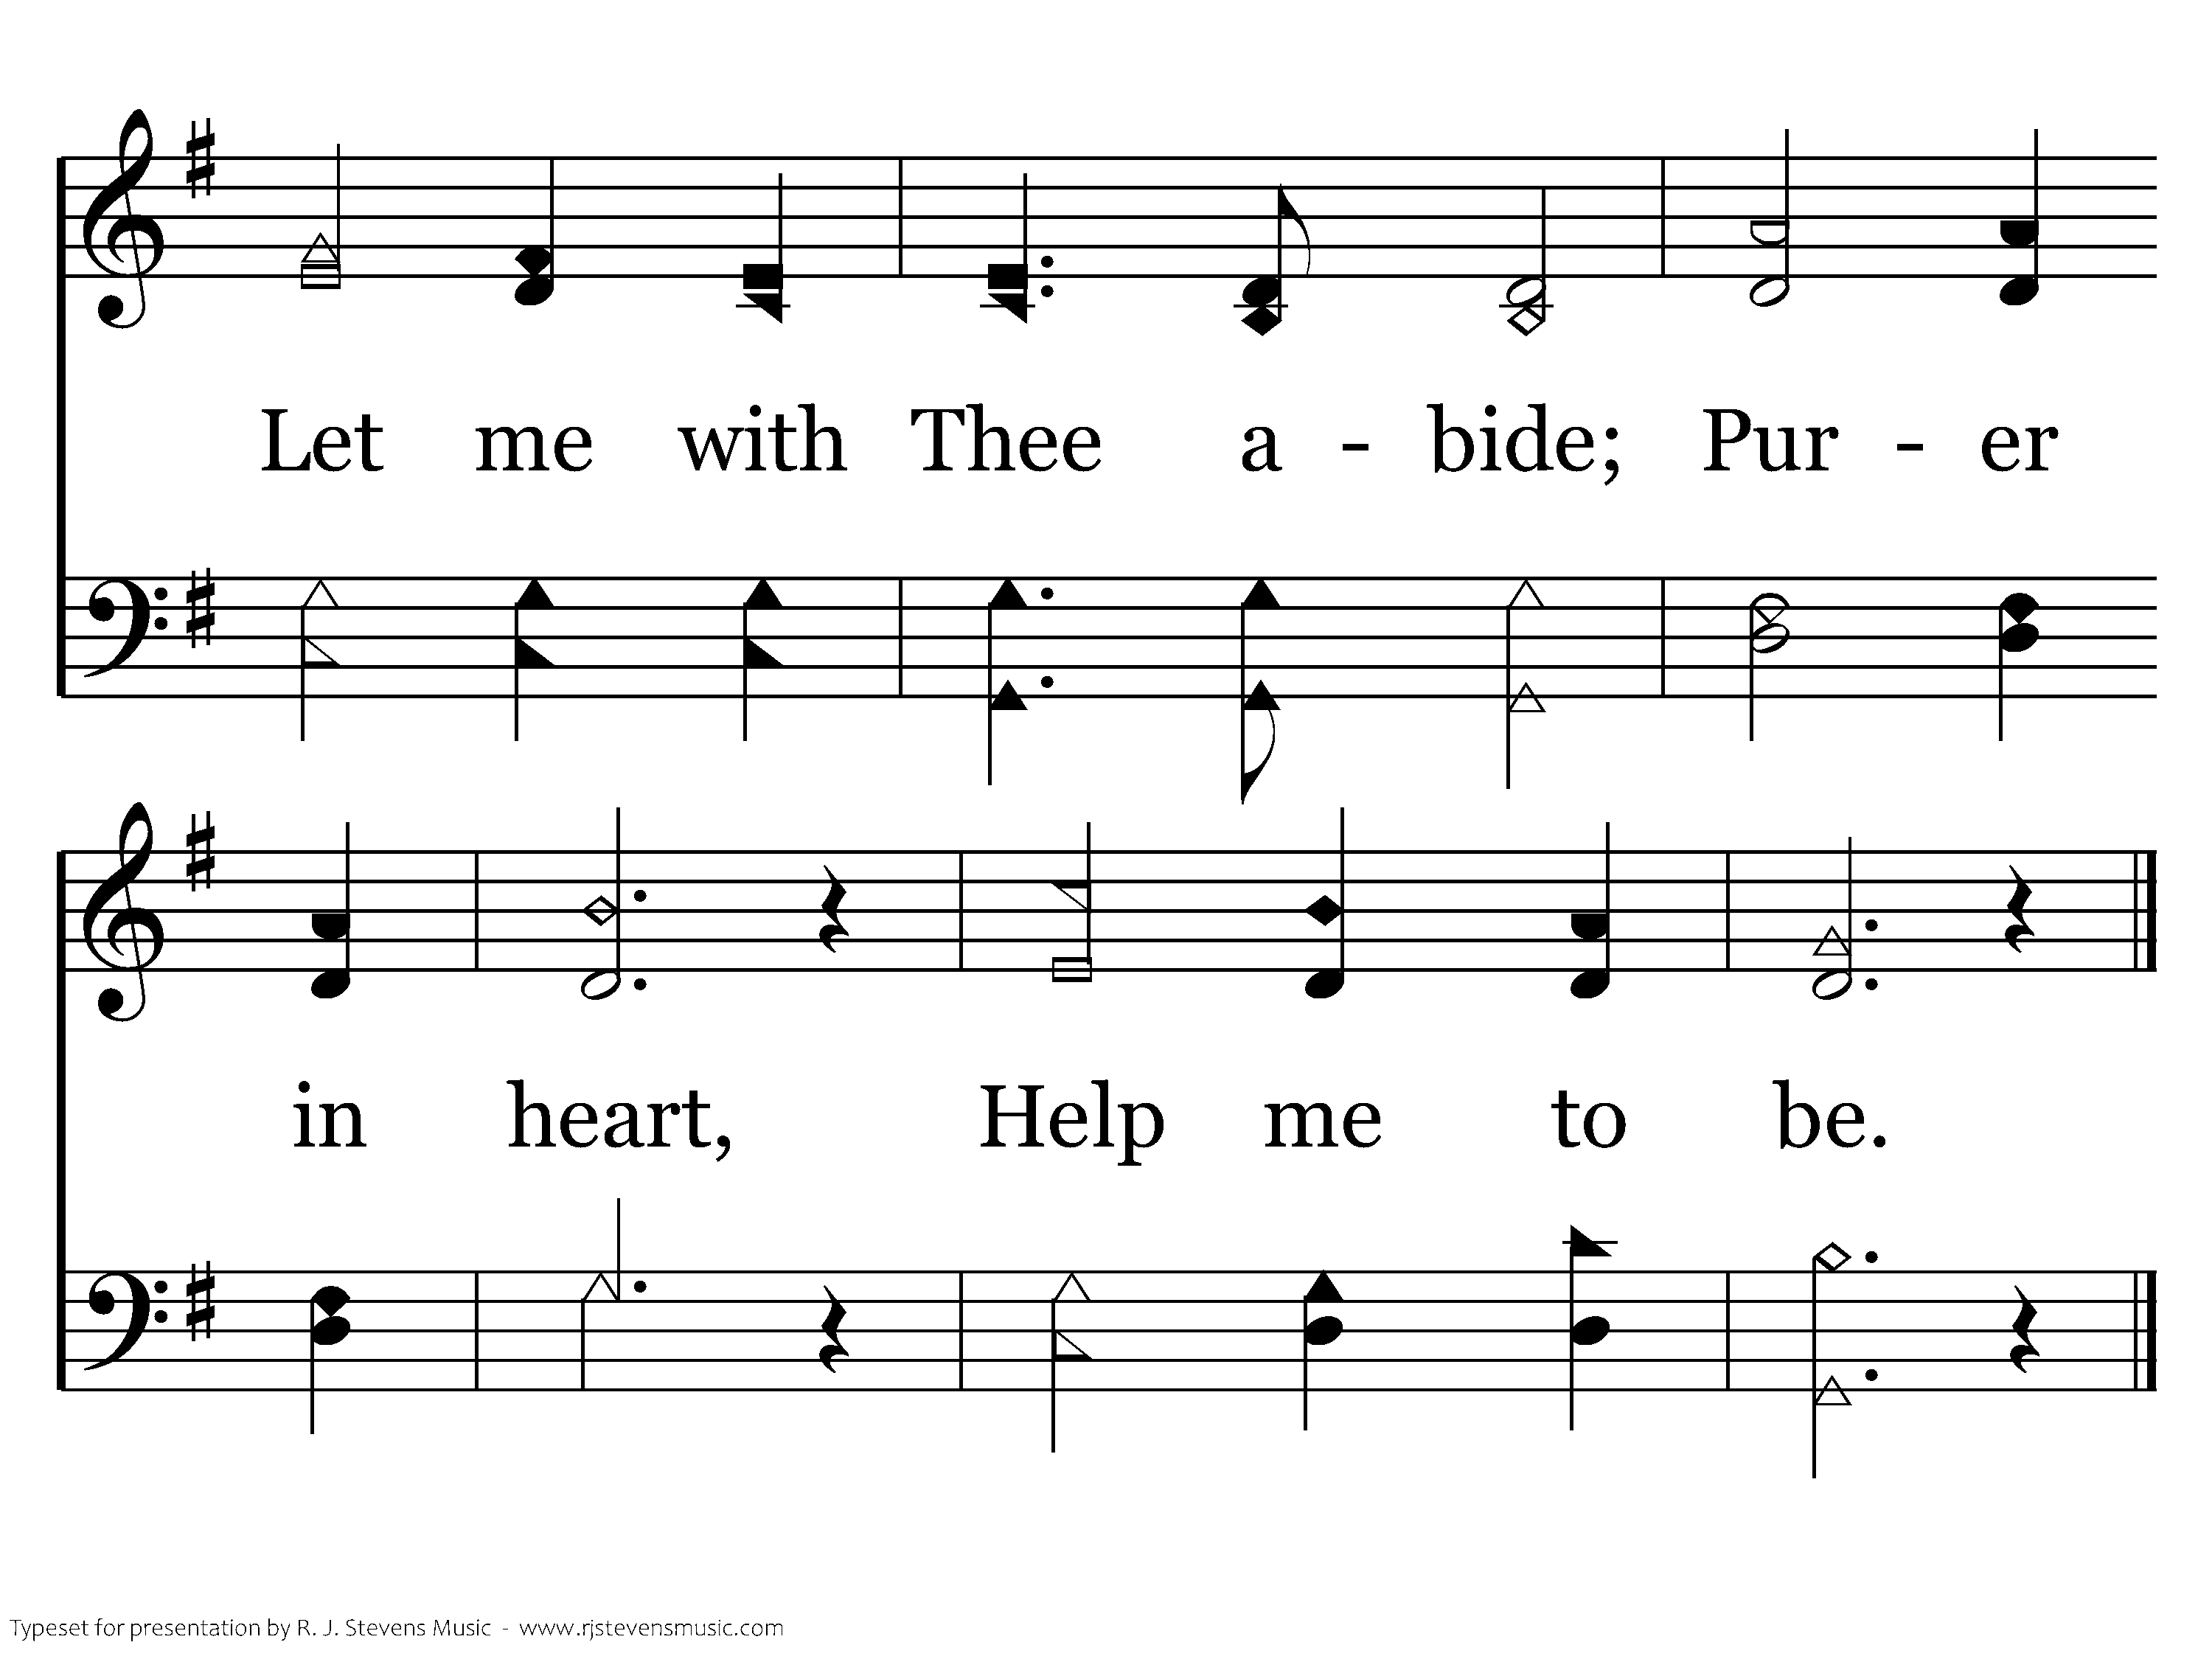 Let me with Thee a - bide; Pur - er
in heart, Help me to be.
Typeset for presentation by R. J. Stevens Music - www.rjstevensmusic.com